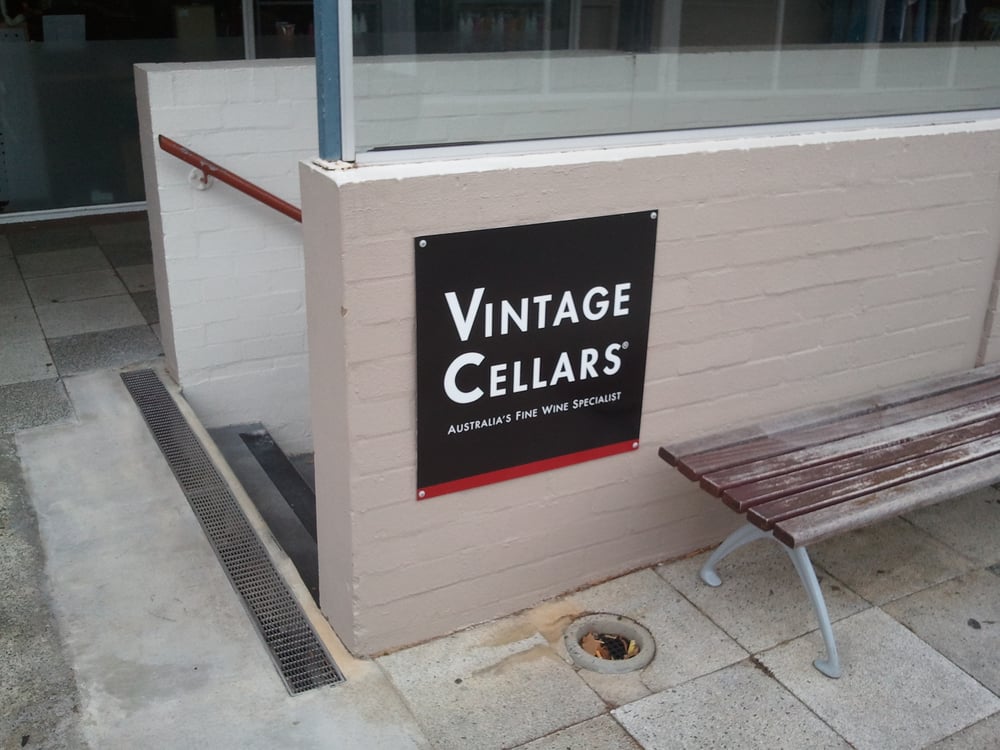 VINTAGE
CELLARS®
AUSTRALIA'S FINE WINE SPECIALIST